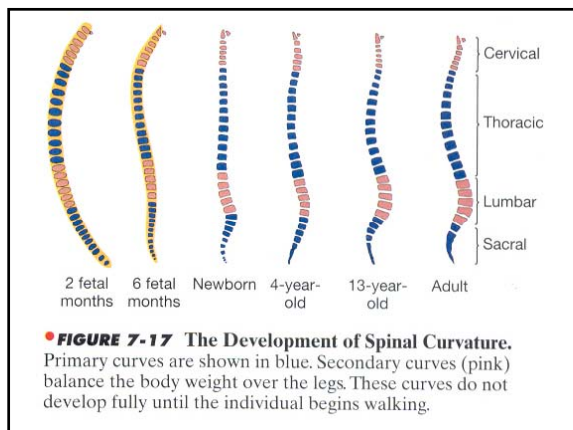 Cervical
Thoracic
Lumbar
Sacral
2 fetal months
6 fetal months
Newborn
4-year-old
13-year-old
Adult
•FIGURE 7-17 The Development of Spinal Curvature.
Primary curves are shown in blue. Secondary curves (pink)
balance the body weight over the legs. These curves do not
develop fully until the individual begins walking.